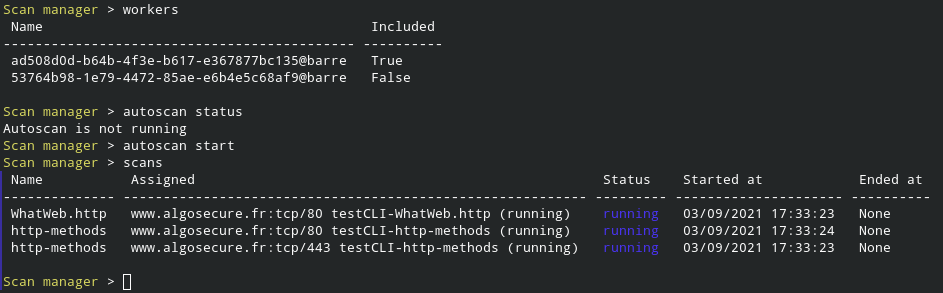 Scan manager > workers
Name Included
-------------------------------------------- ----------
ad508d0d-b64b-4f3e-b617-e367877bc135@barre True
53764b98-1e79-4472-85ae-e6b4e5c68af9@barre False
Scan manager > autoscan status
Autoscan is not running
Scan manager > autoscan start
Scan manager > scans
Name Assigned Status Started at Ended at
-------------- --------------------------------------------------------- --------- --------------------- ----------
WhatWeb.http www.algosecure.fr:tcp/80 testCLI-WhatWeb.http (running) running 03/09/2021 17:33:23 None
http-methods www.algosecure.fr:tcp/80 testCLI-http-methods (running) running 03/09/2021 17:33:24 None
http-methods www.algosecure.fr:tcp/443 testCLI-http-methods (running) running 03/09/2021 17:33:23 None
Scan manager >